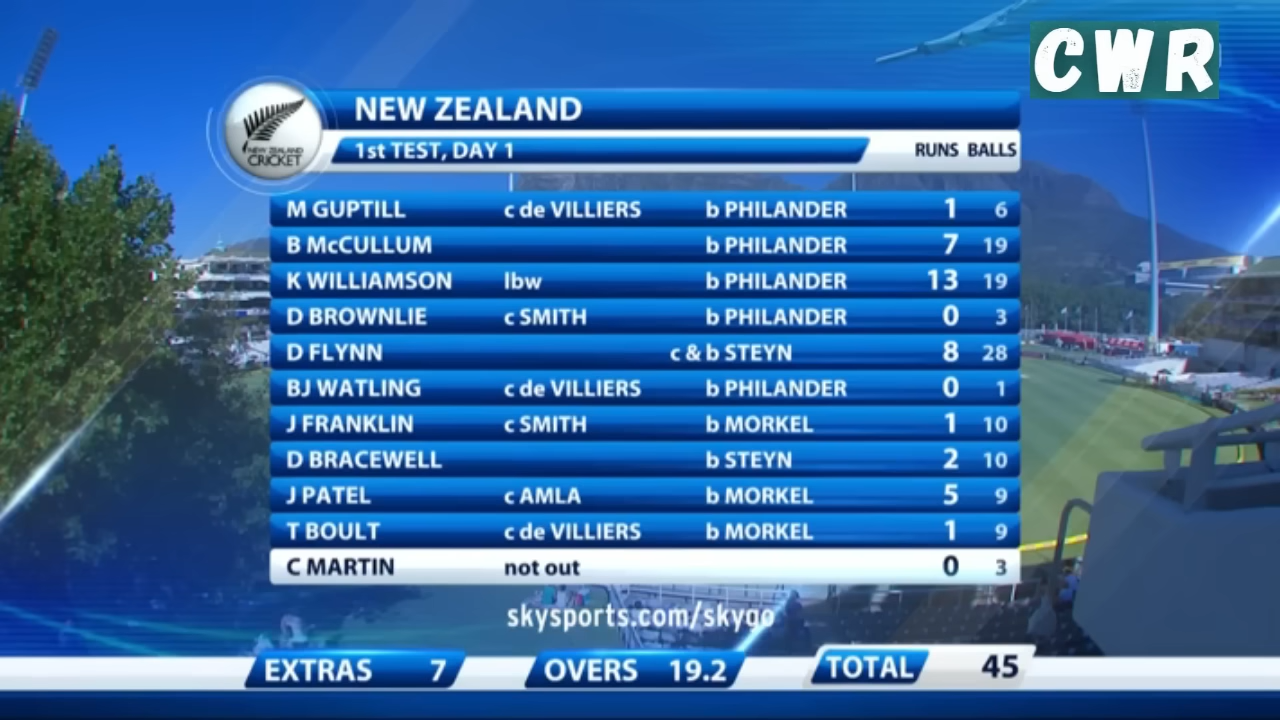 CWR
NEW ZEALAND
NEW ZEALAND
CRICKET
1st TEST, DAY 1 RUNS BALLS
M GUPTILL c de VILLIERS b PHILANDER 1 6
B McCULLUM b PHILANDER 7 19
K WILLIAMSON lbw b PHILANDER 13 19
D BROWNLIE c SMITH b PHILANDER 0 3
D FLYNN c & b STEYN 8 28
BJ WATLING c de VILLIERS b PHILANDER 0 1
J FRANKLIN c SMITH b MORKEL 1 10
D BRACEWELL b STEYN 2 10
J PATEL c AMLA b MORKEL 5 9
T BOULT c de VILLIERS b MORKEL 1 9
C MARTIN not out 0 3
skysports.com/skygo
EXTRAS 7 OVERS 19.2 TOTAL 45